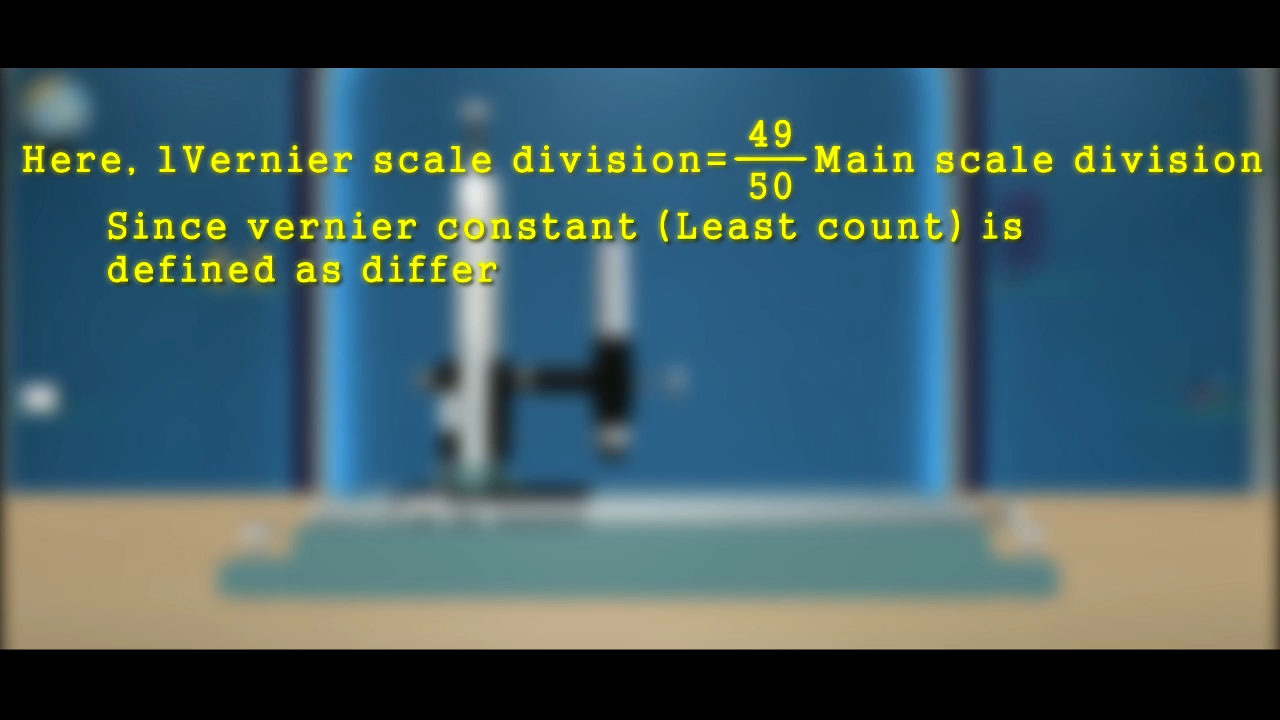 Here, 1Vernier scale division=49/50 Main scale division
Since vernier constant (Least count) is
defined as differ